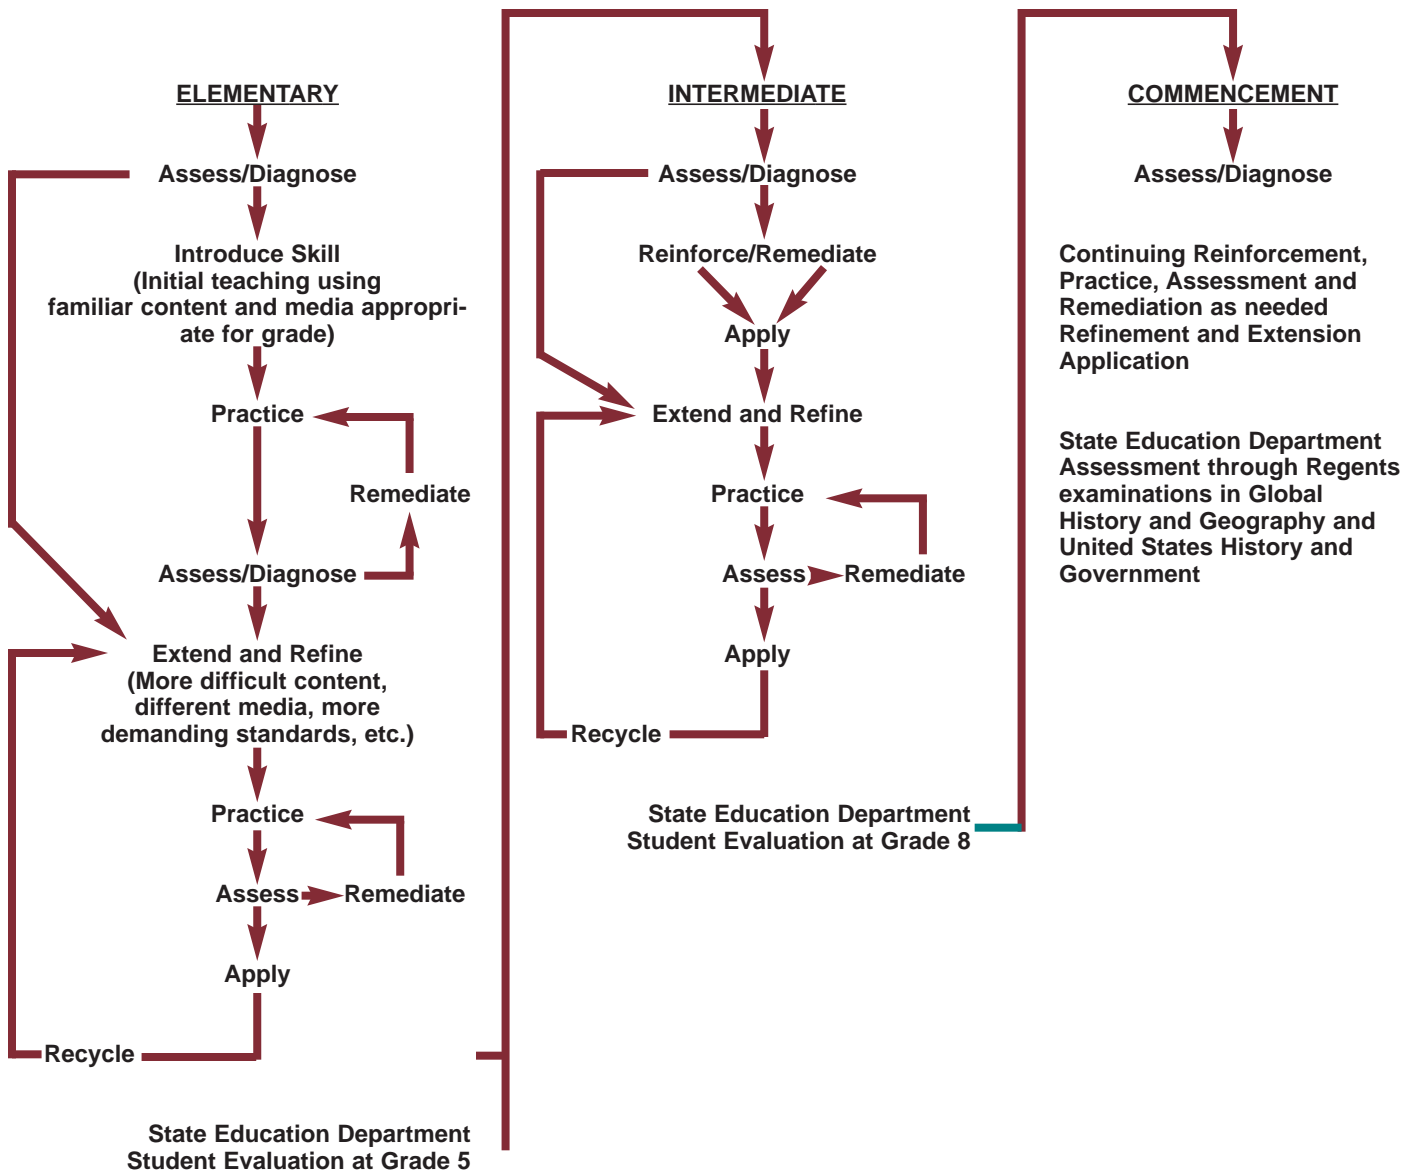 ELEMENTARY
Assess/Diagnose
Introduce Skill
(Initial teaching using
familiar content and media appropri-
ate for grade)
Practice
Remediate
Assess/Diagnose
Extend and Refine
(More difficult content,
different media, more
demanding standards, etc.)
Practice
Assess
Remediate
Apply
Recycle
State Education Department
Student Evaluation at Grade 5
INTERMEDIATE
Assess/Diagnose
Reinforce/Remediate
Apply
Extend and Refine
Practice
Assess
Remediate
Apply
Recycle
State Education Department
Student Evaluation at Grade 8
COMMENCEMENT
Assess/Diagnose
Continuing Reinforcement,
Practice, Assessment and
Remediation as needed
Refinement and Extension
Application
State Education Department
Assessment through Regents
examinations in Global
History and Geography and
United States History and
Government